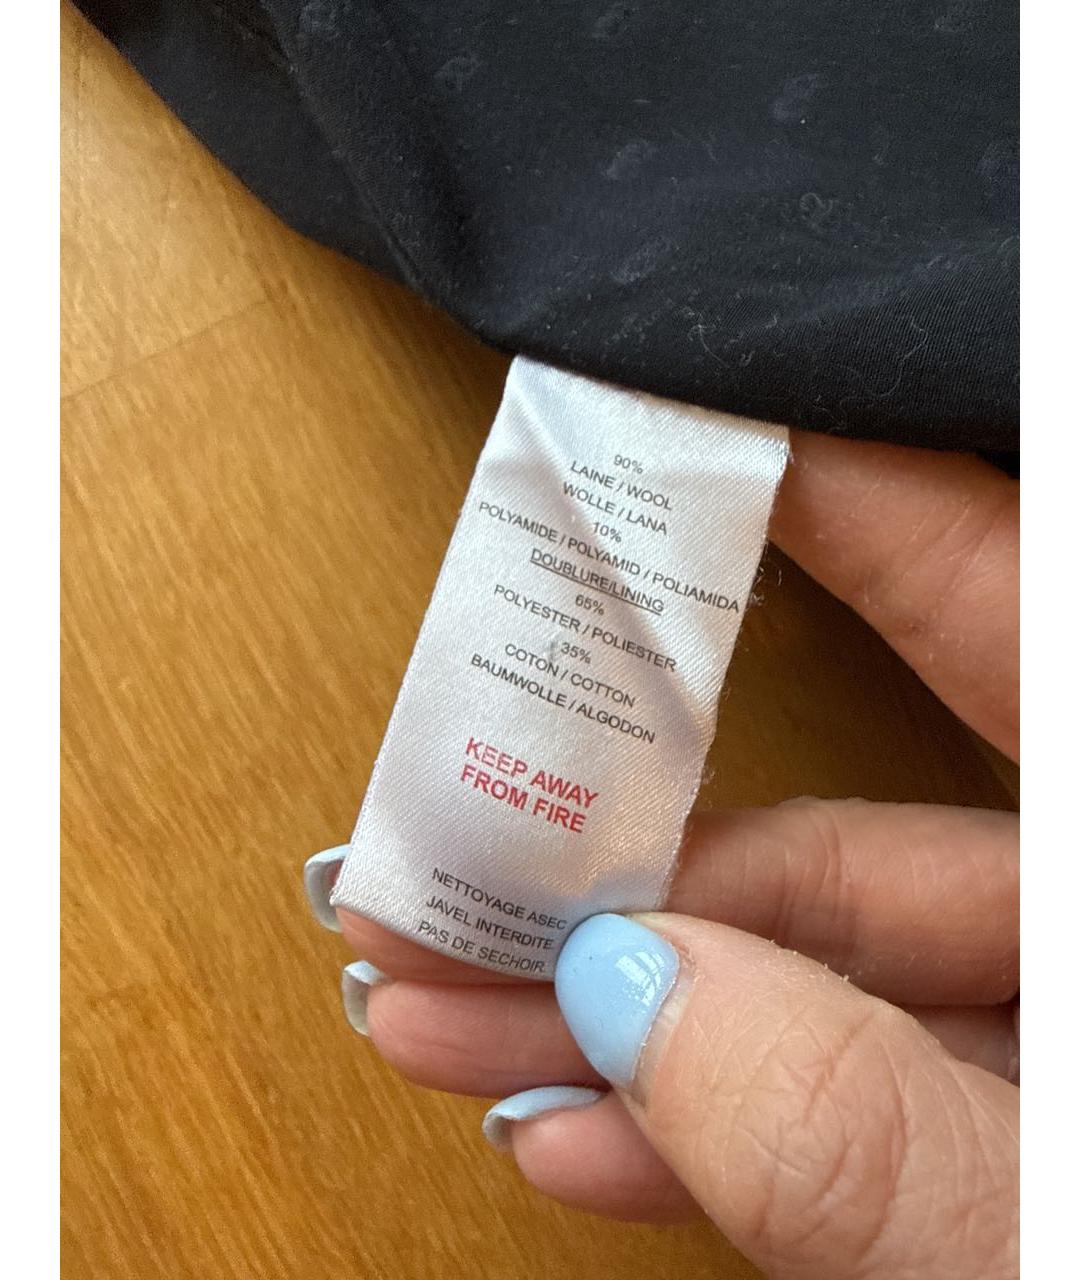 90%
LAINE / WOOL
WOLLE / LANA
10%
POLYAMIDE / POLYAMID / POLIAMIDA
DOUBLURE/LINING
65%
POLYESTER / POLIESTER
35%
COTON / COTTON
BAUMWOLLE / ALGODON
KEEP AWAY
FROM FIRE
NETTOYAGE ASEC
JAVEL INTERDITE
PAS DE SECHOIR